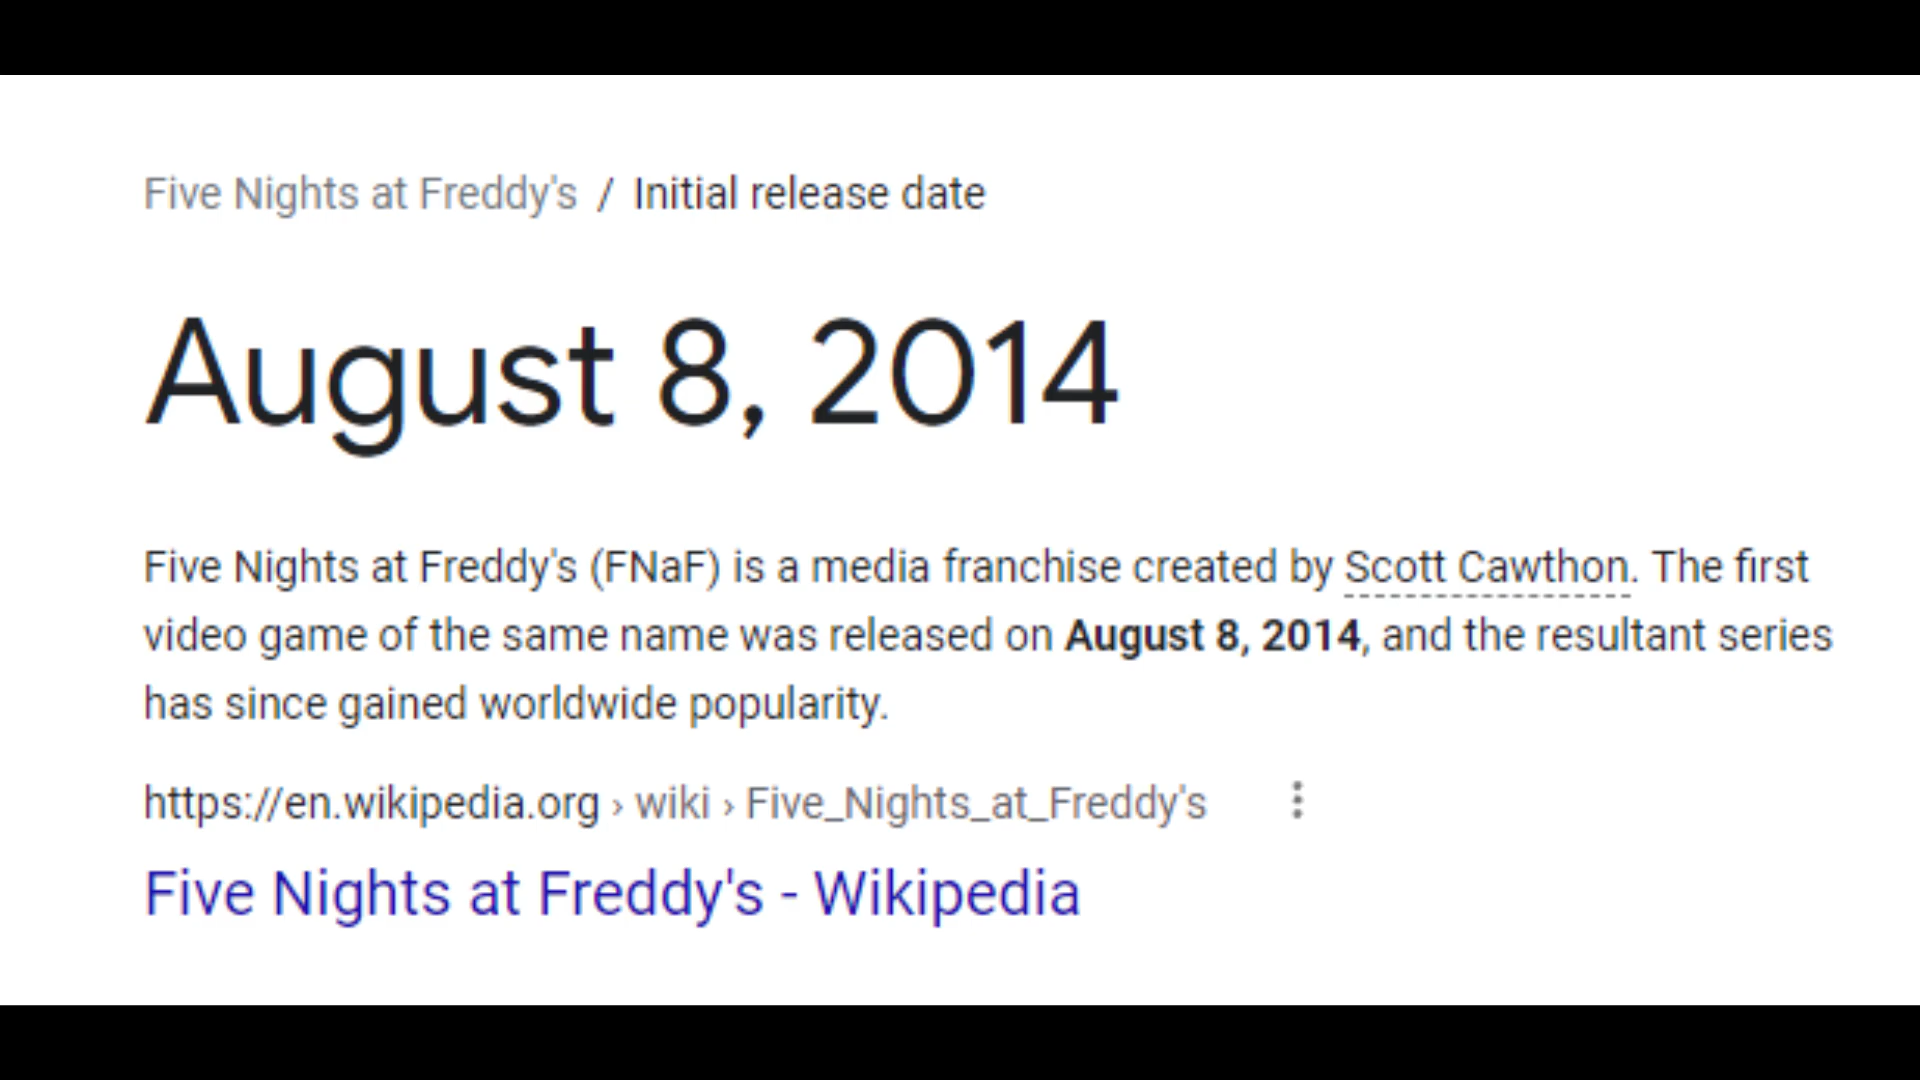 Five Nights at Freddy's / Initial release date
August 8, 2014
Five Nights at Freddy's (FNaF) is a media franchise created by Scott Cawthon. The first
video game of the same name was released on August 8, 2014, and the resultant series
has since gained worldwide popularity.
https://en.wikipedia.org › wiki › Five_Nights_at_Freddy's
Five Nights at Freddy's - Wikipedia